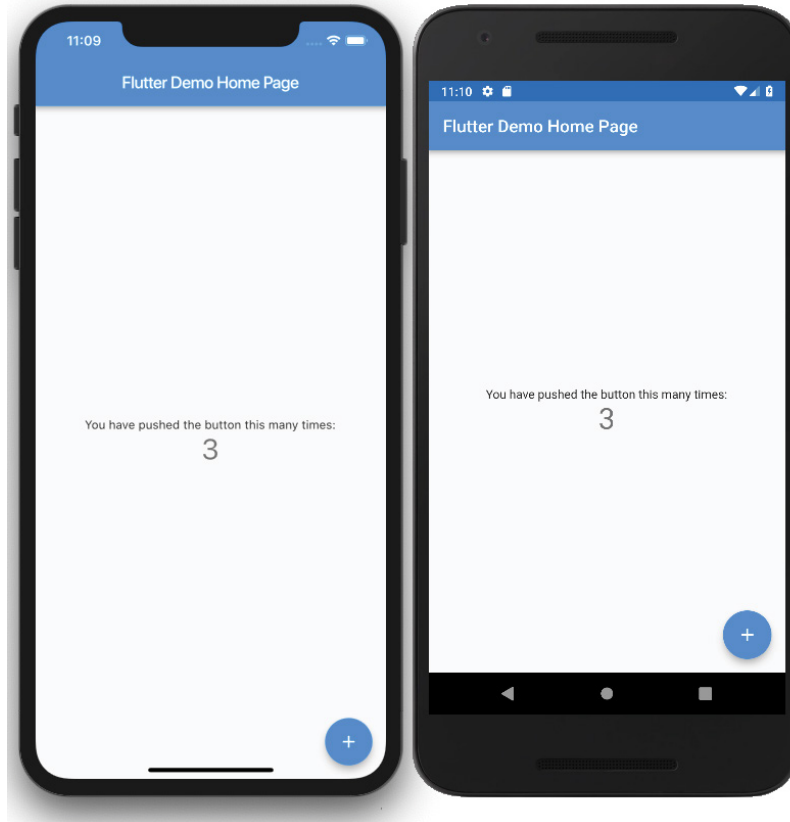 11:09
Flutter Demo Home Page
You have pushed the button this many times:
3
+
11:10
Flutter Demo Home Page
You have pushed the button this many times:
3
+